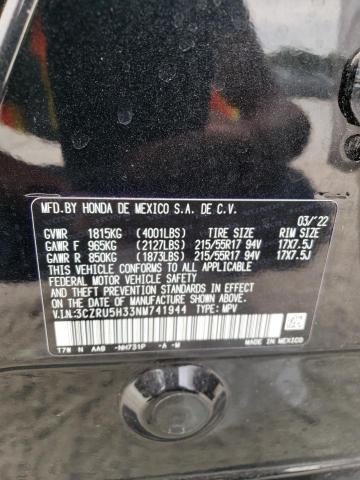 MFD.BY HONDA DE MEXICO S.A. DE C.V.
03/'22
GVWR 1815KG (4001LBS) TIRE SIZE RIM SIZE
GAWR F 965KG (2127LBS) 215/55R17 94V 17X7.5J
GAWR R 850KG (1873LBS) 215/55R17 94V 17X7.5J
THIS VEHICLE CONFORMS TO ALL APPLICABLE
FEDERAL MOTOR VEHICLE SAFETY AND THEFT
PREVENTION STANDARDS IN EFFECT ON THE DATE
OF MANUFACTURE SHOWN ABOVE.
V.I.N:3CZRU5H33NM741944 TYPE: MPV
T7W N AAB -NH731P -A -M
MADE IN MEXICO